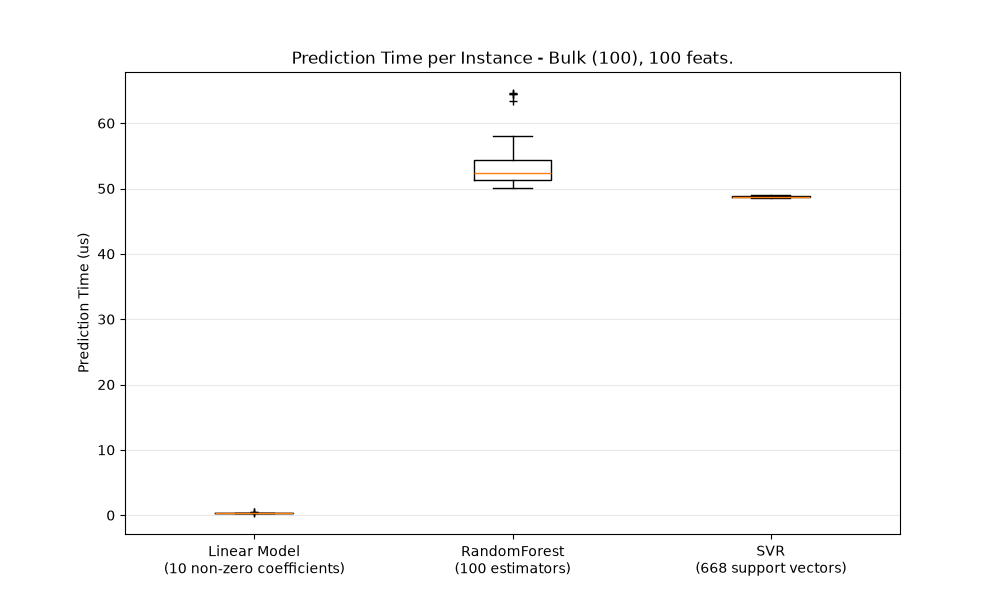 Prediction Time per Instance - Bulk (100), 100 feats.
Prediction Time (us)
60
50
40
30
20
10
0
Linear Model
(10 non-zero coefficients)
RandomForest
(100 estimators)
SVR
(668 support vectors)